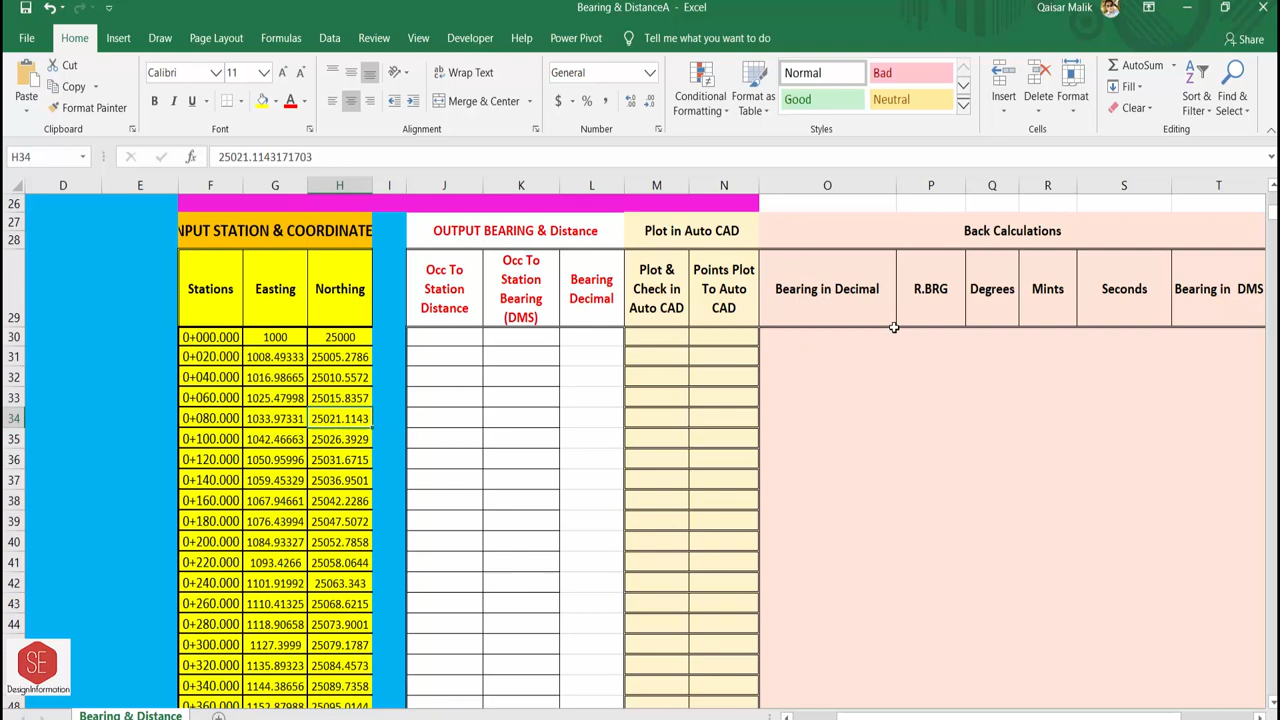 Bearing & DistanceA - Excel
Qaisar Malik
File Home Insert Draw Page Layout Formulas Data Review View Developer Help Power Pivot Tell me what you want to do Share
Paste
Cut
Copy
Format Painter
Clipboard
Calibri 11
B I U
Font
Wrap Text
Merge & Center
Alignment
General
$ % ,
Number
Conditional Formatting
Format as Table
Normal Bad
Good Neutral
Styles
Insert Delete Format
Cells
AutoSum
Fill
Clear
Sort & Filter
Find & Select
Editing
H34 fx 25021.1143171703
D E F G H I J K L M N O P Q R S T
26
27
28
29
NPUT STATION & COORDINATE OUTPUT BEARING & Distance Plot in Auto CAD Back Calculations
Stations Easting Northing
Occ To Station Distance
Occ To Station Bearing (DMS)
Bearing Decimal
Plot & Check in Auto CAD
Points Plot To Auto CAD
Bearing in Decimal R.BRG Degrees Mints Seconds Bearing in DMS
30 0+000.000 1000 25000
31 0+020.000 1008.49333 25005.2786
32 0+040.000 1016.98665 25010.5572
33 0+060.000 1025.47998 25015.8357
34 0+080.000 1033.97331 25021.1143
35 0+100.000 1042.46663 25026.3929
36 0+120.000 1050.95996 25031.6715
37 0+140.000 1059.45329 25036.9501
38 0+160.000 1067.94661 25042.2286
39 0+180.000 1076.43994 25047.5072
40 0+200.000 1084.93327 25052.7858
41 0+220.000 1093.4266 25058.0644
42 0+240.000 1101.91992 25063.343
43 0+260.000 1110.41325 25068.6215
44 0+280.000 1118.90658 25073.9001
0+300.000 1127.3999 25079.1787
0+320.000 1135.89323 25084.4573
0+340.000 1144.38656 25089.7358
48 0+360.000 1152.87988 25095.0144
SE
DesignInformation
Bearing & Distance